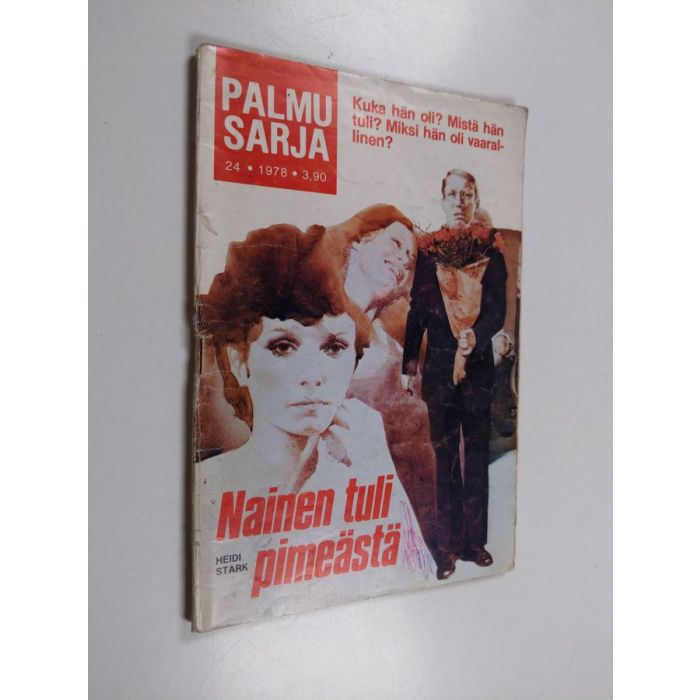 PALMU
SARJA
24 • 1978 • 3,90
Kuka hän oli? Mistä hän
tuli? Miksi hän oli vaaral-
linen?
Nainen tuli
pimeästä
HEIDI
STARK